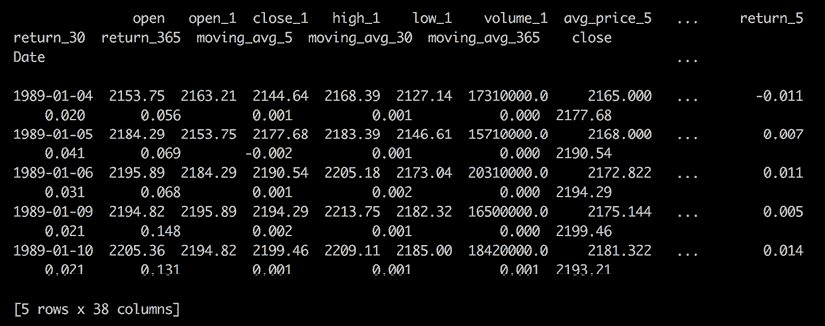 open open_1 close_1 high_1 low_1 volume_1 avg_price_5 ... return_5
return_30 return_365 moving_avg_5 moving_avg_30 moving_avg_365 close
Date ...
1989-01-04 2153.75 2163.21 2144.64 2168.39 2127.14 17310000.0 2165.000 ... -0.011
0.020 0.056 0.001 0.001 0.000 2177.68
1989-01-05 2184.29 2153.75 2177.68 2183.39 2146.61 15710000.0 2168.000 ... 0.007
0.041 0.069 -0.002 0.001 0.000 2190.54
1989-01-06 2195.89 2184.29 2190.54 2205.18 2173.04 20310000.0 2172.822 ... 0.011
0.031 0.068 0.001 0.002 0.000 2194.29
1989-01-09 2194.82 2195.89 2194.29 2213.75 2182.32 16500000.0 2175.144 ... 0.005
0.021 0.148 0.002 0.001 0.000 2199.46
1989-01-10 2205.36 2194.82 2199.46 2209.11 2185.00 18420000.0 2181.322 ... 0.014
0.021 0.131 0.001 0.001 0.001 2193.21
[5 rows x 38 columns]